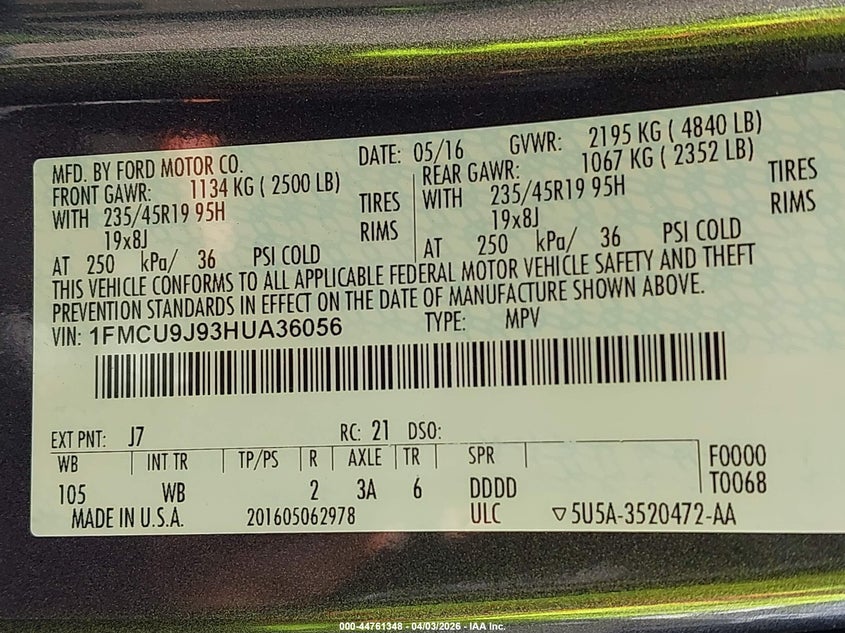 MFD. BY FORD MOTOR CO.
DATE: 05/16 GVWR: 2195 KG ( 4840 LB)
FRONT GAWR: 1134 KG ( 2500 LB)
WITH 235/45R19 95H TIRES
19x8J RIMS
AT 250 kPa/ 36 PSI COLD
REAR GAWR: 1067 KG ( 2352 LB)
WITH 235/45R19 95H TIRES
19x8J RIMS
AT 250 kPa/ 36 PSI COLD
THIS VEHICLE CONFORMS TO ALL APPLICABLE FEDERAL MOTOR VEHICLE SAFETY AND THEFT
PREVENTION STANDARDS IN EFFECT ON THE DATE OF MANUFACTURE SHOWN ABOVE.
VIN: 1FMCU9J93HUA36056 TYPE: MPV
EXT PNT: J7 RC: 21 DSO:
WB INT TR TP/PS R AXLE TR SPR F0000
105 WB 2 3A 6 DDDD T0068
MADE IN U.S.A. 201605062978 ULC ▽5U5A-3520472-AA
000-44761348 - 04/03/2026 - IAA Inc.